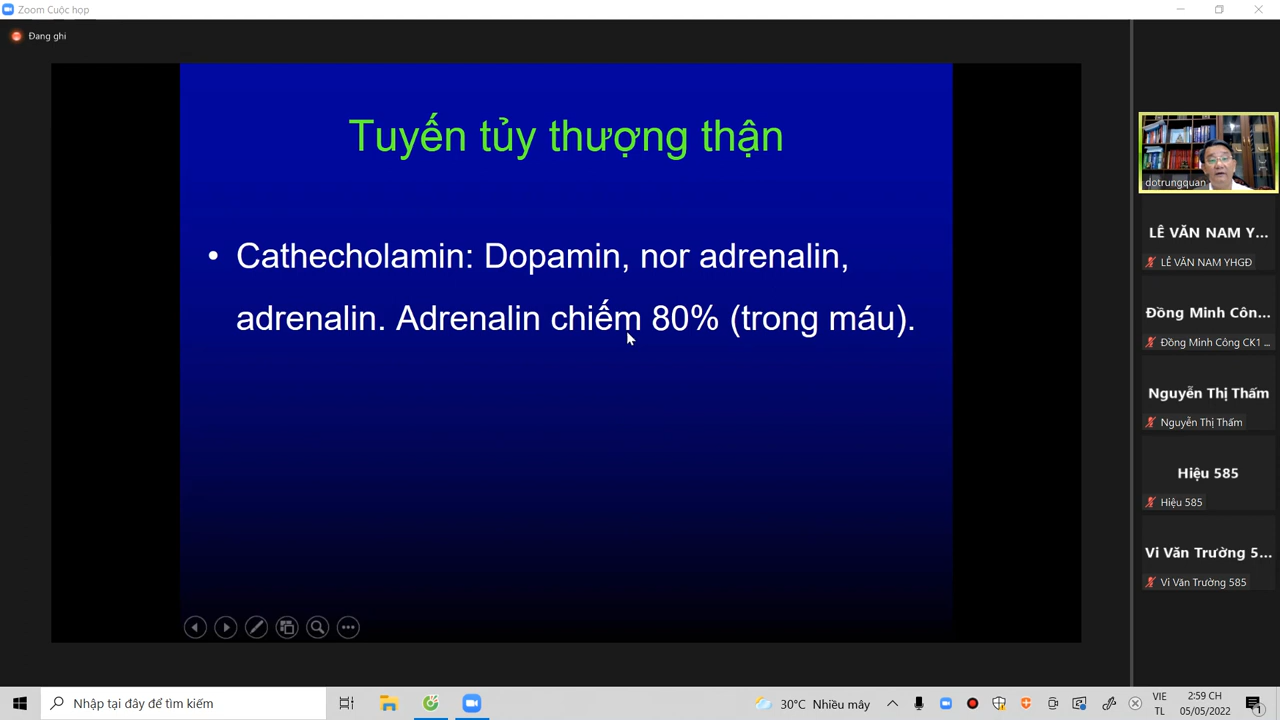 Zoom Cuộc họp
Đang ghi
Tuyến tủy thượng thận
• Cathecholamin: Dopamin, nor adrenalin,
adrenalin. Adrenalin chiếm 80% (trong máu).
dotrungquan
LÊ VĂN NAM Y...
LÊ VĂN NAM YHGĐ
Đồng Minh Côn...
Đồng Minh Công CK1 ...
Nguyễn Thị Thấm
Nguyễn Thị Thấm
Hiệu 585
Hiệu 585
Vi Văn Trường 5...
Vi Văn Trường 585
Nhập tại đây để tìm kiếm
30°C Nhiều mây
VIE
TL
2:59 CH
05/05/2022
1